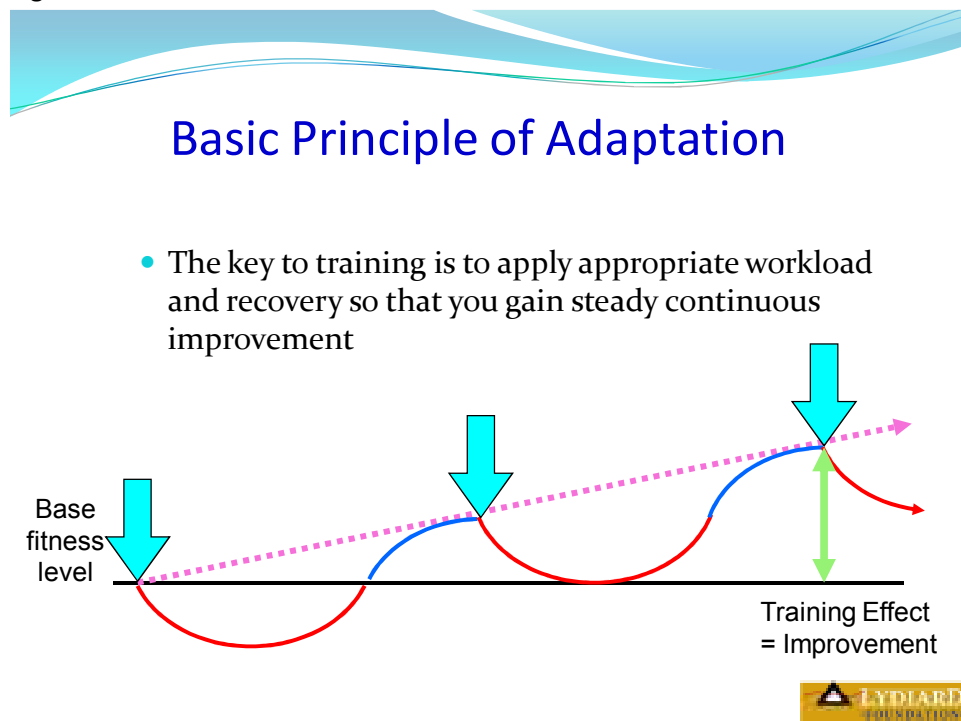 Basic Principle of Adaptation
The key to training is to apply appropriate workload
and recovery so that you gain steady continuous
improvement
Base
fitness
level
Training Effect
= Improvement
LYDIARD
FOUNDATION